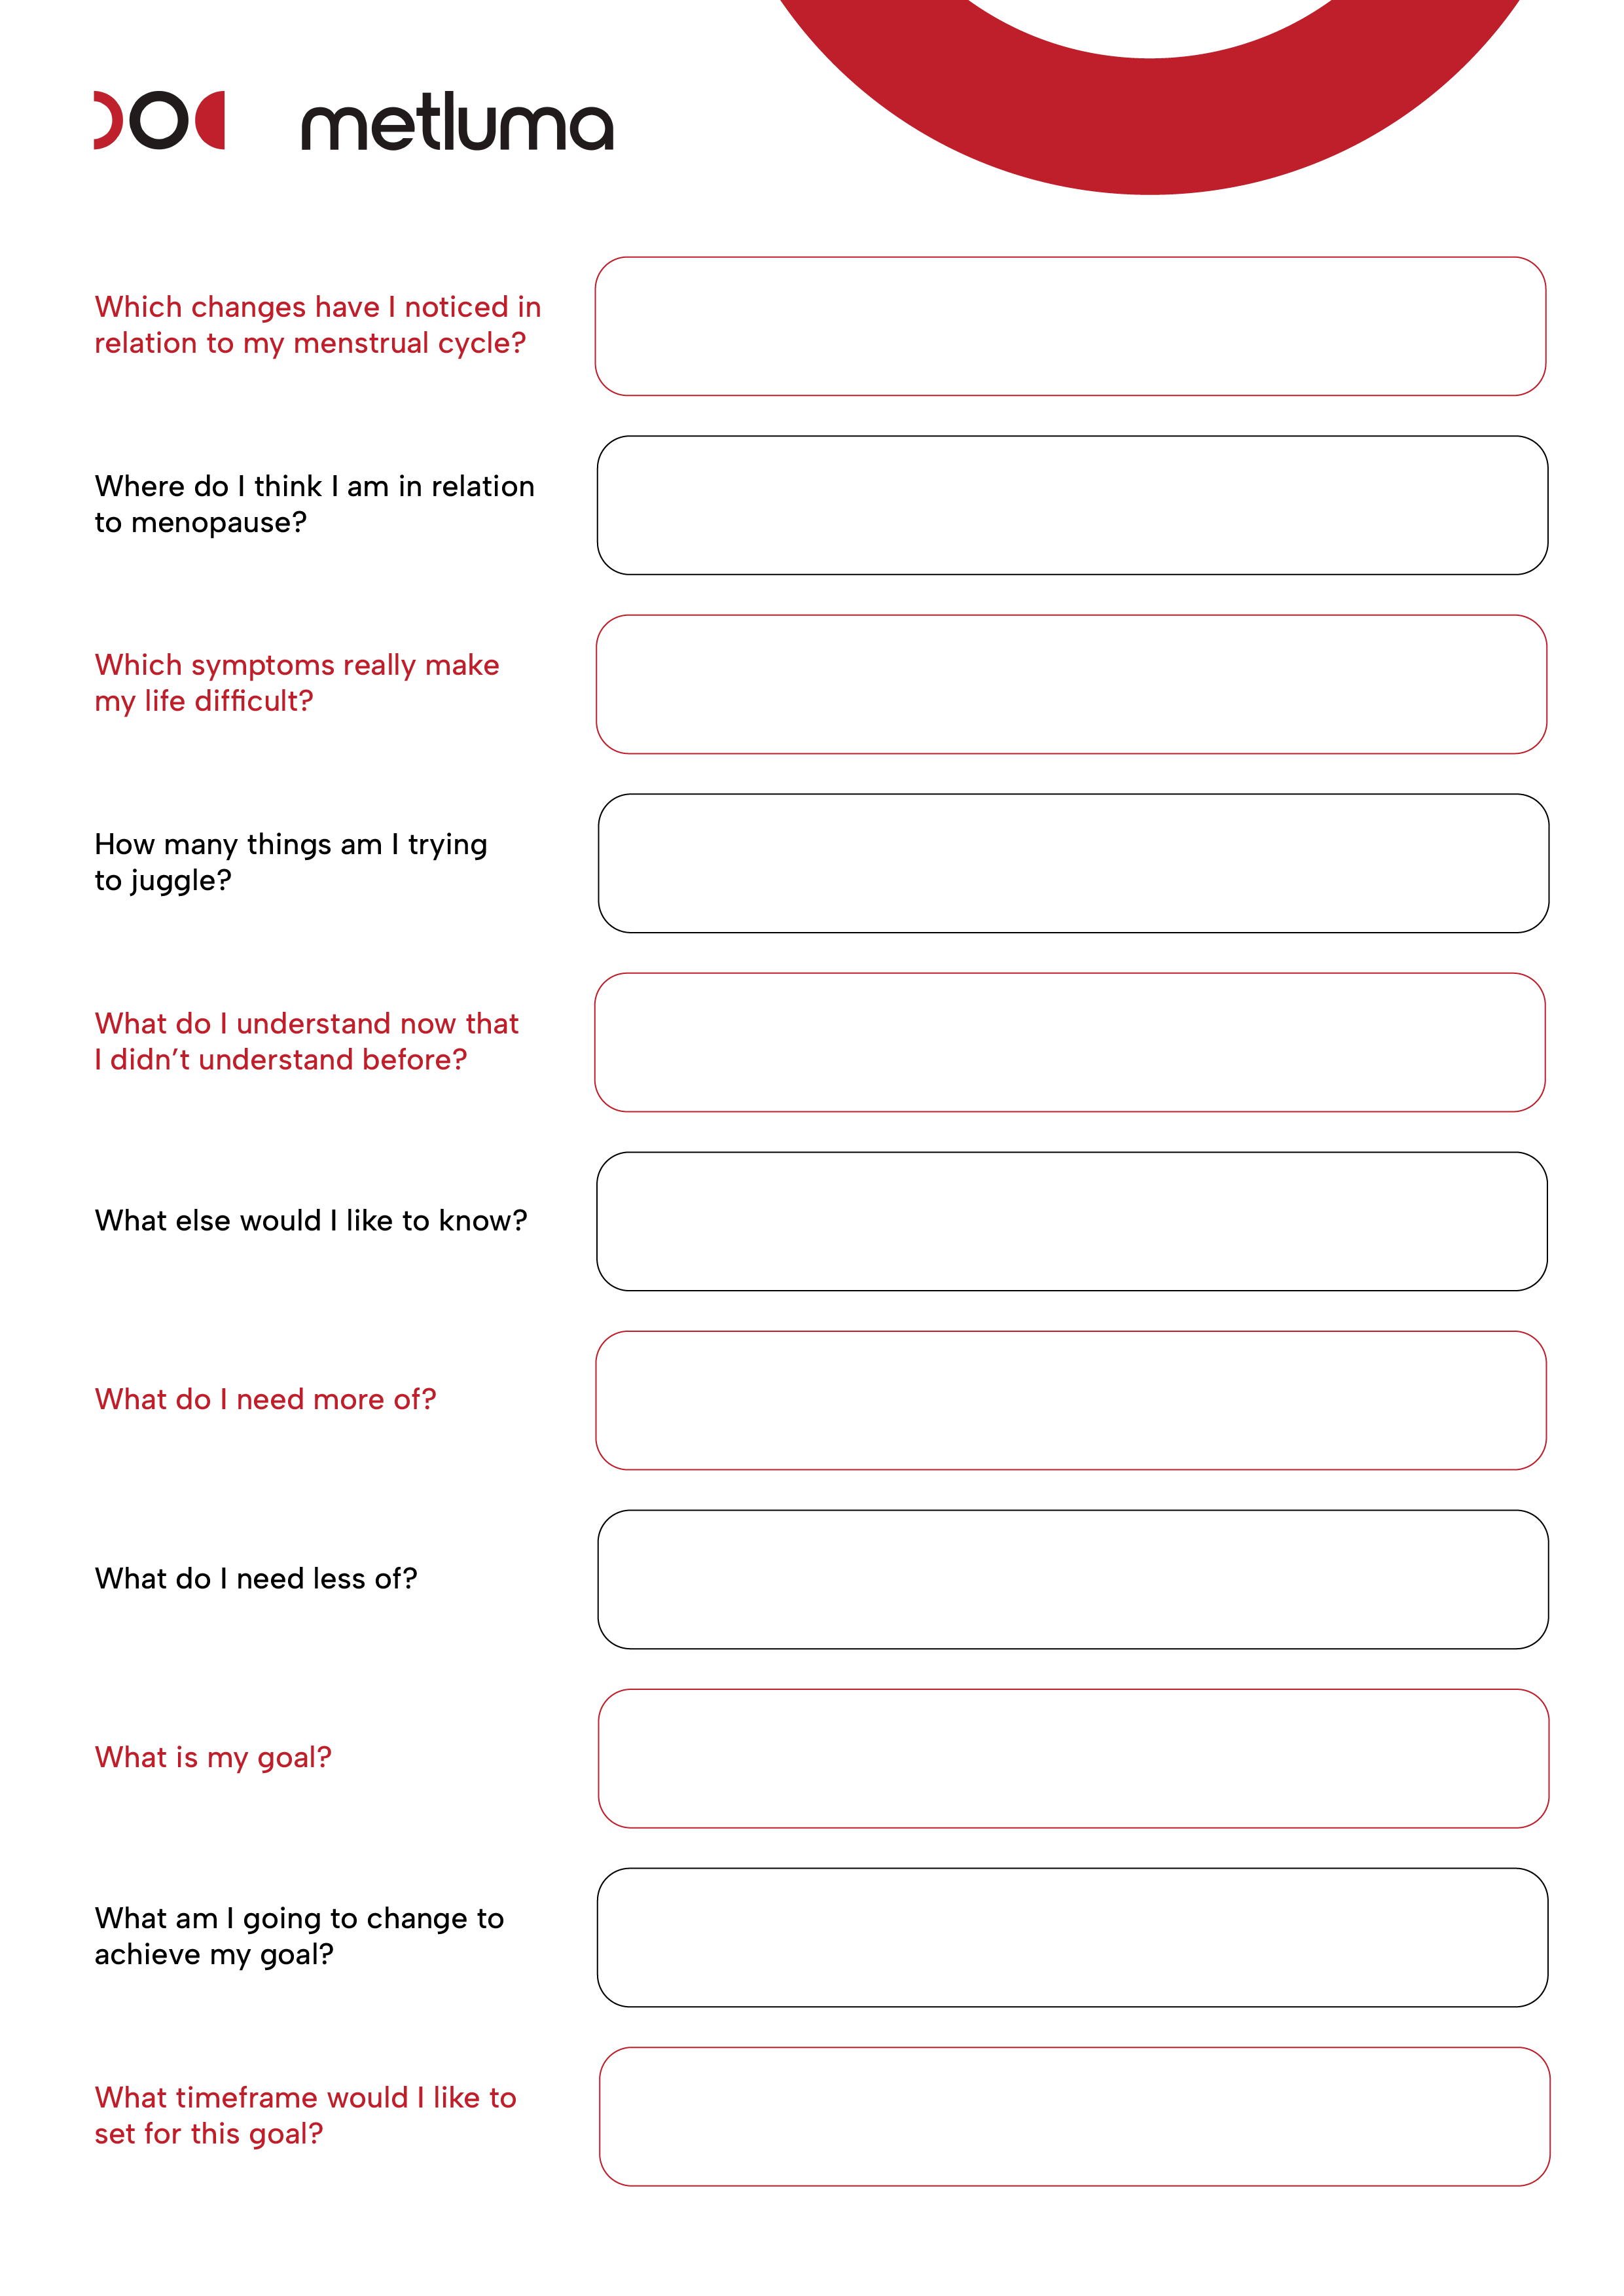 metluma
Which changes have I noticed in
relation to my menstrual cycle?
Where do I think I am in relation
to menopause?
Which symptoms really make
my life difficult?
How many things am I trying
to juggle?
What do I understand now that
I didn’t understand before?
What else would I like to know?
What do I need more of?
What do I need less of?
What is my goal?
What am I going to change to
achieve my goal?
What timeframe would I like to
set for this goal?